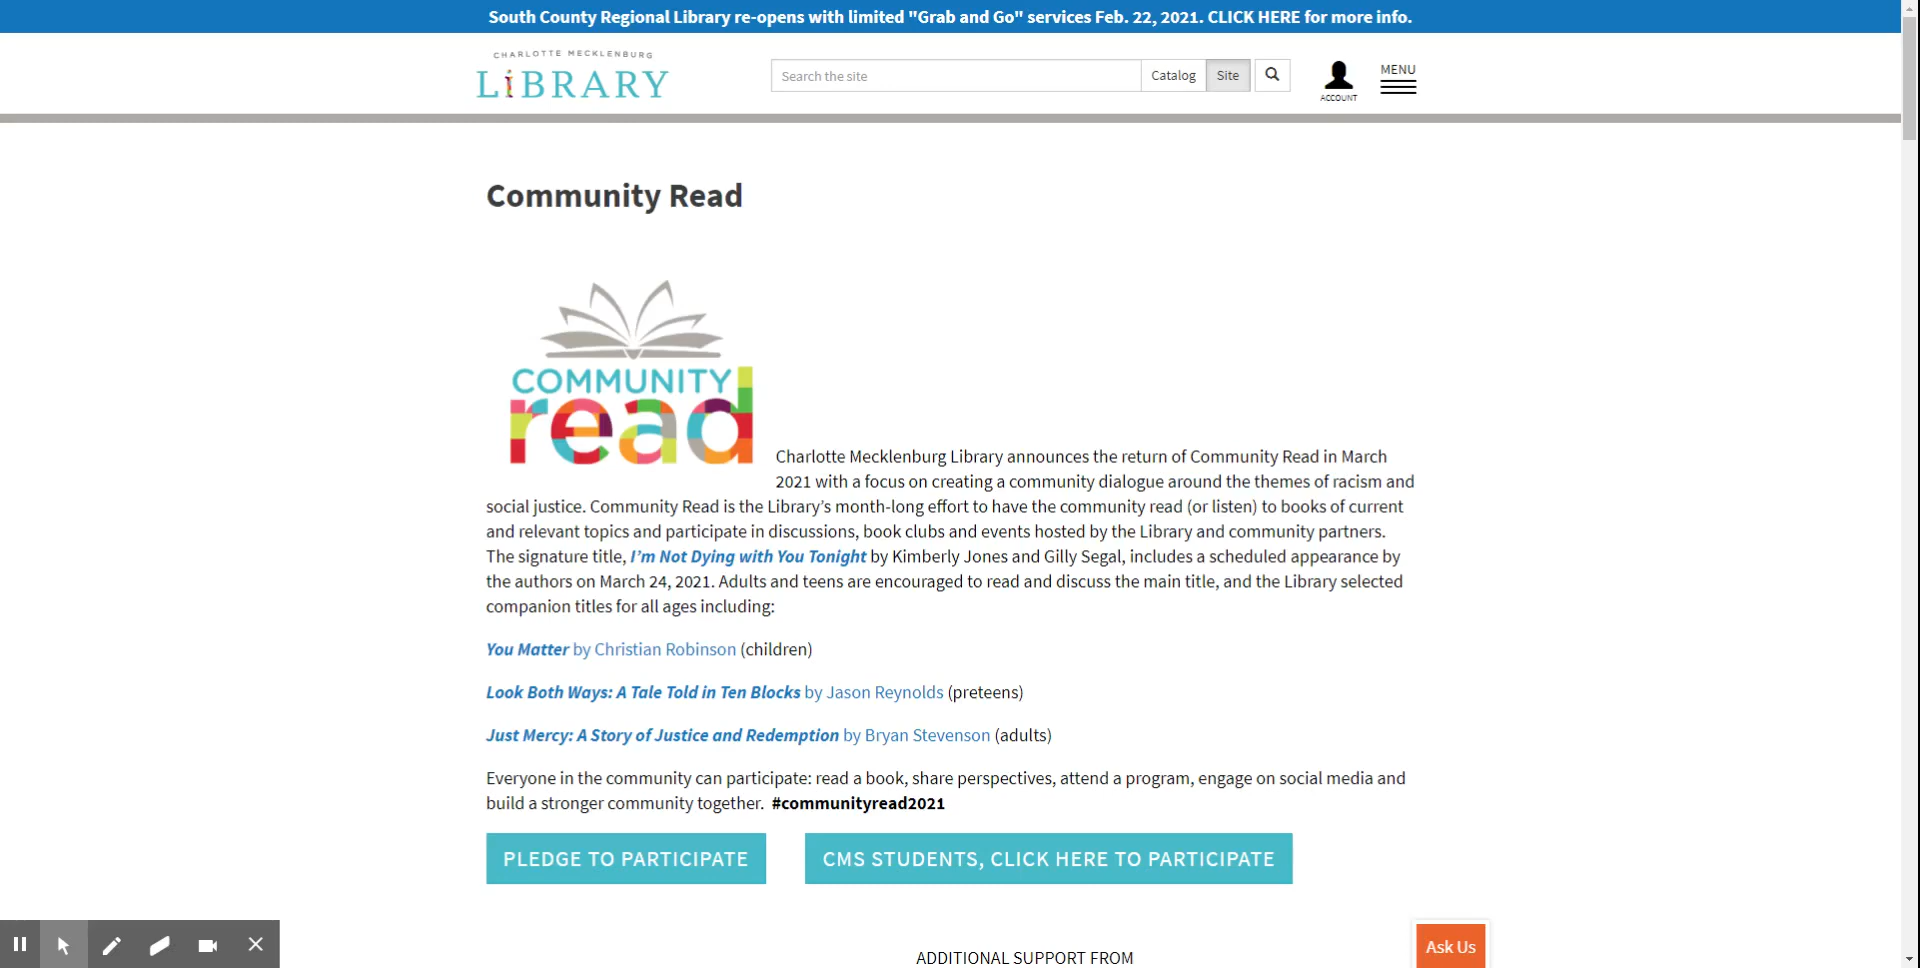 South County Regional Library re-opens with limited "Grab and Go" services Feb. 22, 2021. CLICK HERE for more info.
CHARLOTTE MECKLENBURG
LiBRARY
Search the site
Catalog
Site
ACCOUNT
MENU
Community Read
COMMUNITY
read
Charlotte Mecklenburg Library announces the return of Community Read in March
2021 with a focus on creating a community dialogue around the themes of racism and
social justice. Community Read is the Library’s month-long effort to have the community read (or listen) to books of current
and relevant topics and participate in discussions, book clubs and events hosted by the Library and community partners.
The signature title, I’m Not Dying with You Tonight by Kimberly Jones and Gilly Segal, includes a scheduled appearance by
the authors on March 24, 2021. Adults and teens are encouraged to read and discuss the main title, and the Library selected
companion titles for all ages including:
You Matter by Christian Robinson (children)
Look Both Ways: A Tale Told in Ten Blocks by Jason Reynolds (preteens)
Just Mercy: A Story of Justice and Redemption by Bryan Stevenson (adults)
Everyone in the community can participate: read a book, share perspectives, attend a program, engage on social media and
build a stronger community together. #communityread2021
PLEDGE TO PARTICIPATE
CMS STUDENTS, CLICK HERE TO PARTICIPATE
ADDITIONAL SUPPORT FROM
Ask Us